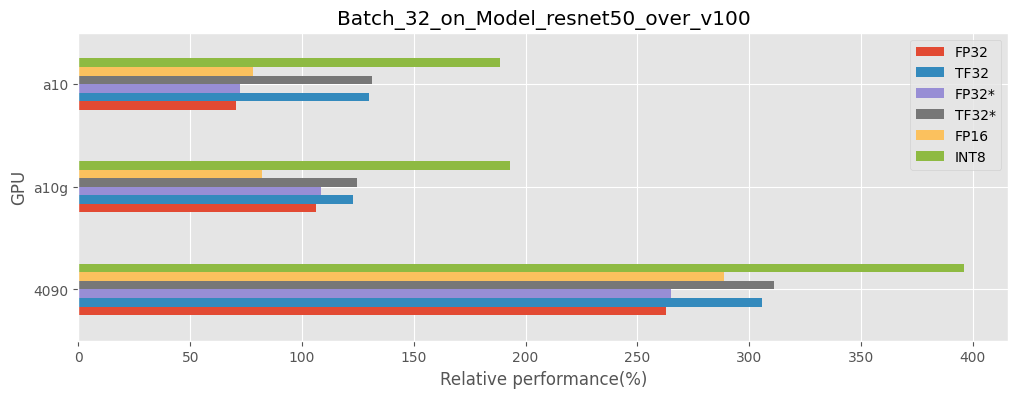 Batch_32_on_Model_resnet50_over_v100
FP32
TF32
FP32*
TF32*
FP16
INT8
GPU
a10
a10g
4090
0 50 100 150 200 250 300 350 400
Relative performance(%)